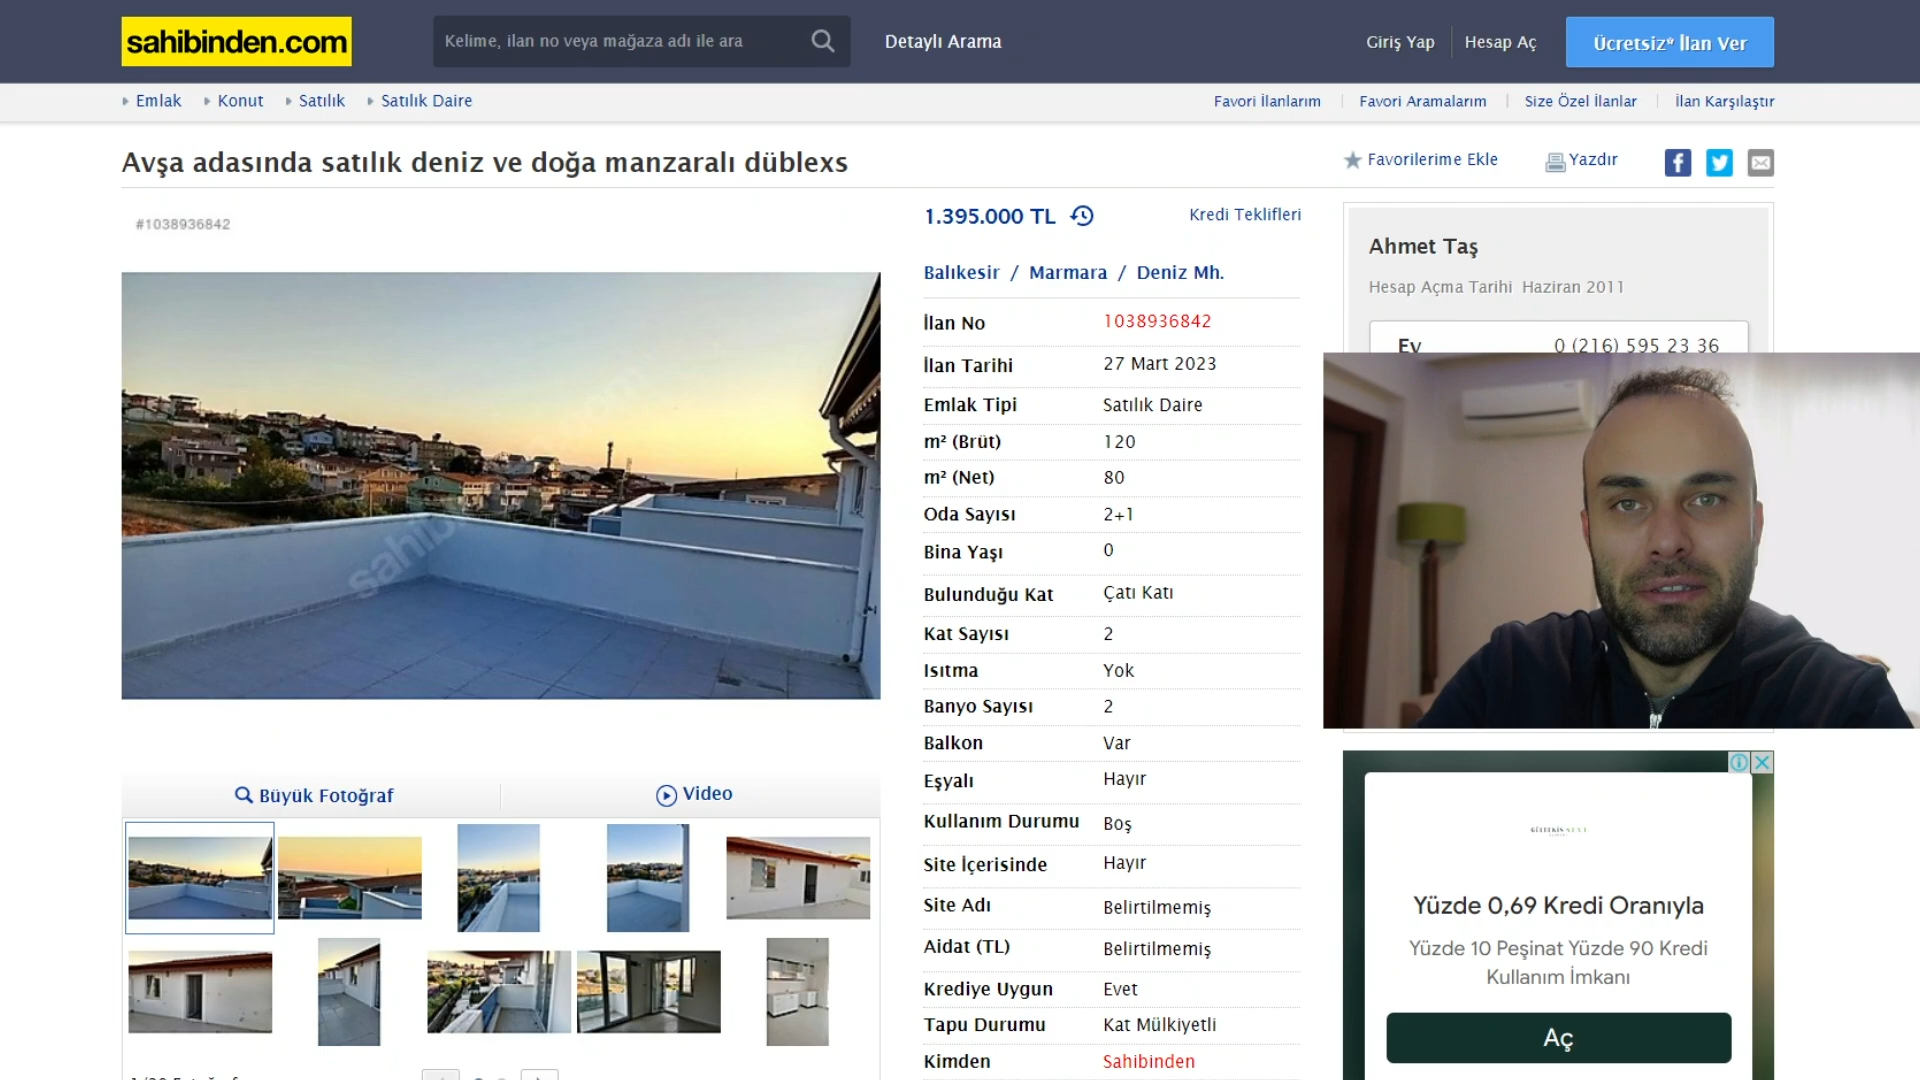 sahibinden.com
Kelime, ilan no veya mağaza adı ile ara
Detaylı Arama
Giriş Yap
Hesap Aç
Ücretsiz* İlan Ver
Emlak
Konut
Satılık
Satılık Daire
Favori İlanlarım
Favori Aramalarım
Size Özel İlanlar
İlan Karşılaştır
Avşa adasında satılık deniz ve doğa manzaralı düblexs
Favorilerime Ekle
Yazdır
#1038936842
1.395.000 TL
Kredi Teklifleri
Balıkesir / Marmara / Deniz Mh.
İlan No 1038936842
İlan Tarihi 27 Mart 2023
Emlak Tipi Satılık Daire
m² (Brüt) 120
m² (Net) 80
Oda Sayısı 2+1
Bina Yaşı 0
Bulunduğu Kat Çatı Katı
Kat Sayısı 2
Isıtma Yok
Banyo Sayısı 2
Balkon Var
Eşyalı Hayır
Kullanım Durumu Boş
Site İçerisinde Hayır
Site Adı Belirtilmemiş
Aidat (TL) Belirtilmemiş
Krediye Uygun Evet
Tapu Durumu Kat Mülkiyetli
Kimden Sahibinden
Ahmet Taş
Hesap Açma Tarihi Haziran 2011
Ev 0 (216) 595 23 36
Büyük Fotoğraf
Video
Yüzde 0,69 Kredi Oranıyla
Yüzde 10 Peşinat Yüzde 90 Kredi
Kullanım İmkanı
Aç